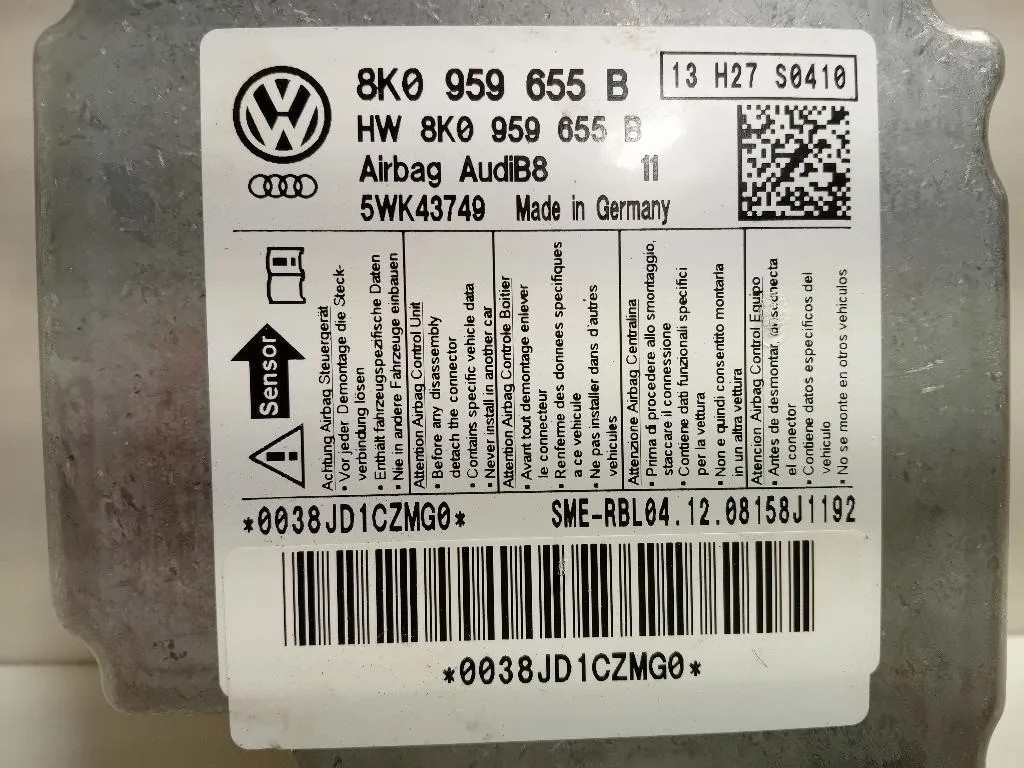 8K0 959 655 B
13 H27 S0410
HW 8K0 959 655 B
Airbag AudiB8 11
5WK43749 Made in Germany
Sensor
Achtung Airbag Steuergerät
• Vor jeder Demontage die Steck-
verbindung lösen
• Enthält fahrzeugspezifische Daten
• Nie in andere Fahrzeuge einbauen
Attention Airbag Control Unit
• Before any disassembly
detach the connector
• Contains specific vehicle data
• Never install in another car
Attention Airbag Controle Boitier
• Avant tout demontage enlever
le connecteur
• Renferme des donnees specifiques
a ce vehicule
• Ne pas installer dans d'autres
vehicules
Attenzione Airbag Centralina
• Prima di procedere allo smontaggio,
staccare il connessione
• Contiene dati funzionali specifici
per la vettura
• Non e quindi consentito montarla
in un altra vettura
Atencion Airbag Control Equipo
• Antes de desmontar, desconecta
el conector
• Contiene datos especificos del
vehiculo
• No se monte en otros vehiculos
*0038JD1CZMG0*
SME-RBL04.12.08158J1192
*0038JD1CZMG0*